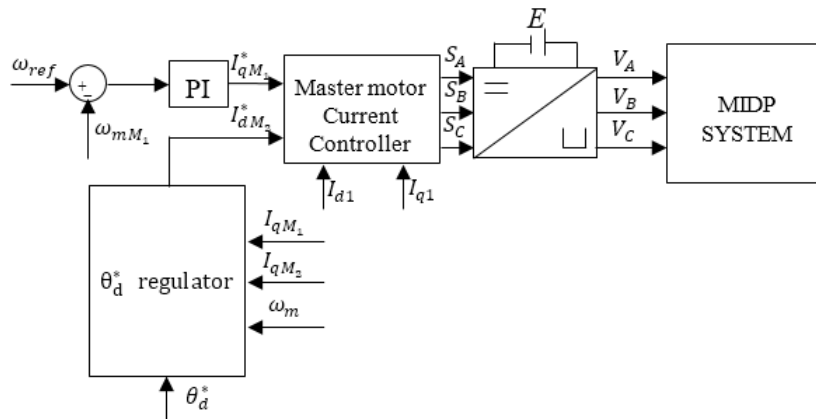 E
ω_ref
+
−
PI
I*_qM₁
Master motor
Current
Controller
S_A
S_B
S_C
V_A
V_B
V_C
MIDP
SYSTEM
ω_mM₁
I*_dM₂
I_d1
I_q1
θ*_d regulator
I_qM₁
I_qM₂
ω_m
θ*_d